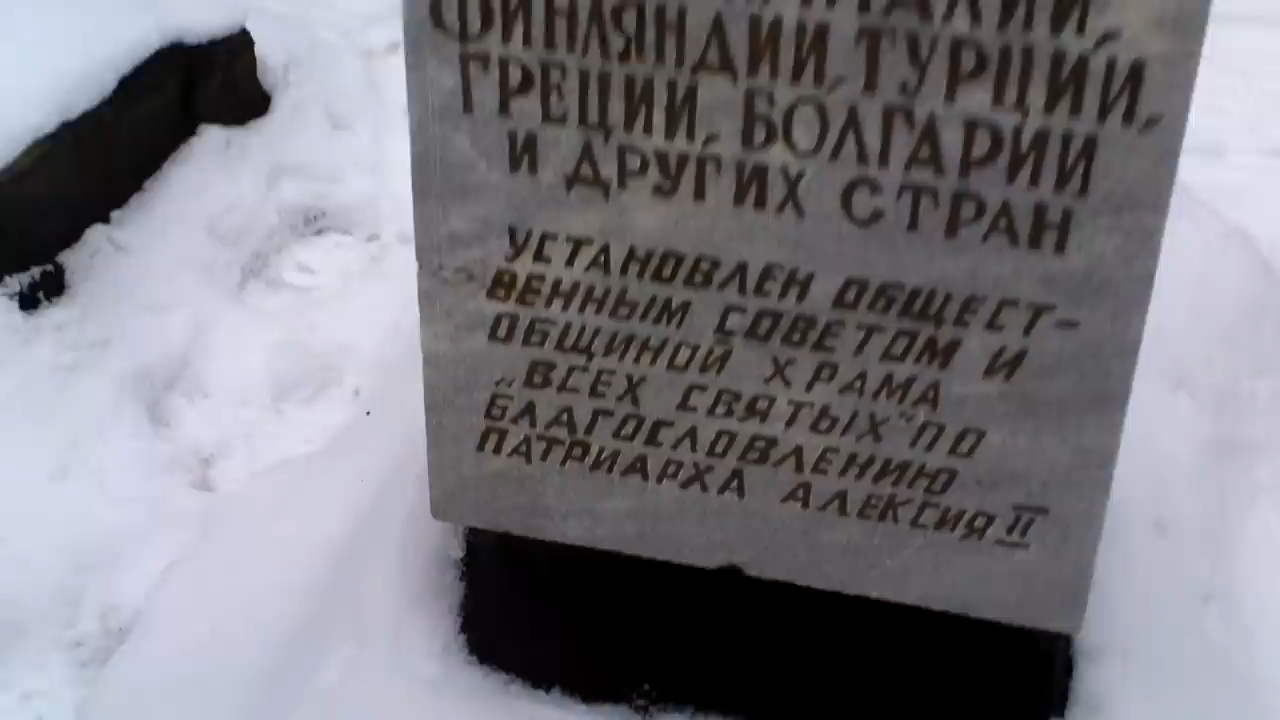 ФИНЛЯНДИИ, ТУРЦИИ,
ГРЕЦИИ, БОЛГАРИИ
И ДРУГИХ СТРАН
УСТАНОВЛЕН ОБЩЕСТ-
ВЕННЫМ СОВЕТОМ И
ОБЩИНОЙ ХРАМА
„ВСЕХ СВЯТЫХ“ ПО
БЛАГОСЛОВЛЕНИЮ
ПАТРИАРХА АЛЕКСИЯ II